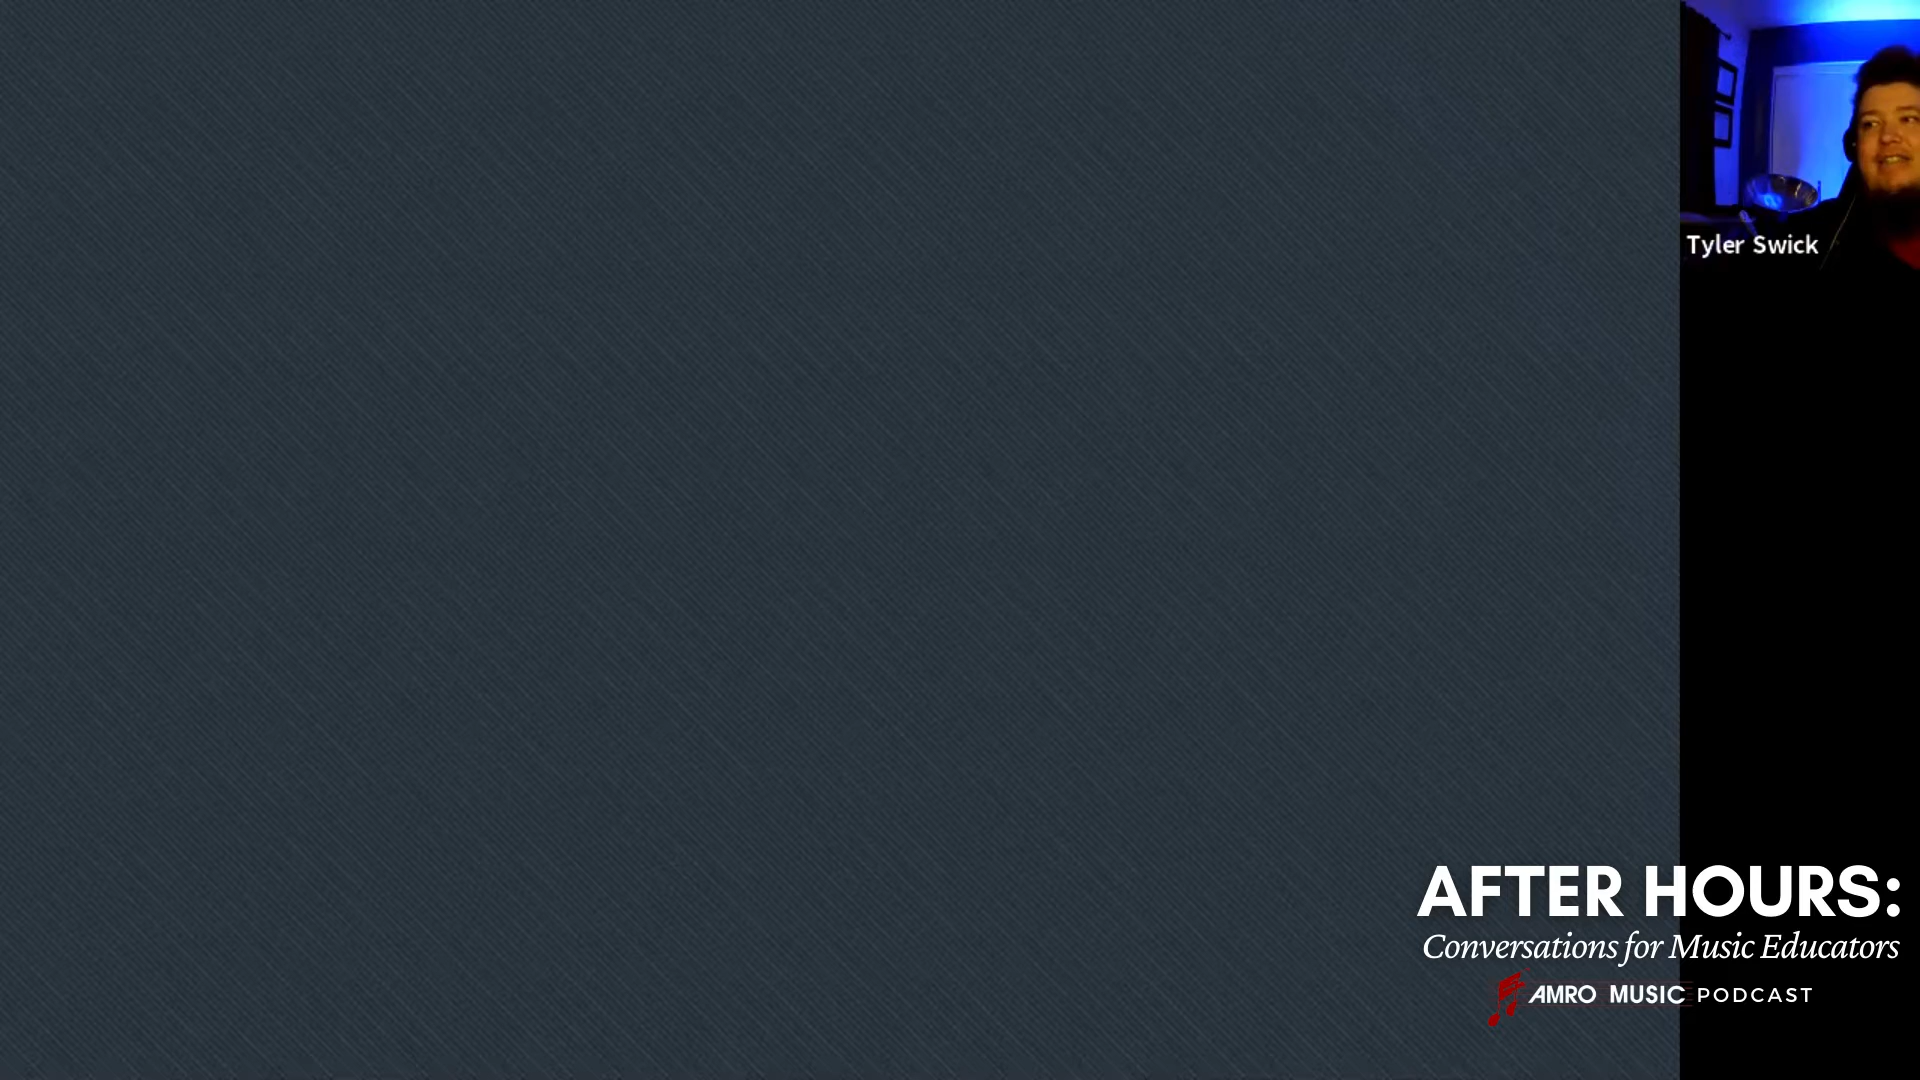 Tyler Swick
AFTER HOURS:
Conversations for Music Educators
AMRO MUSIC PODCAST